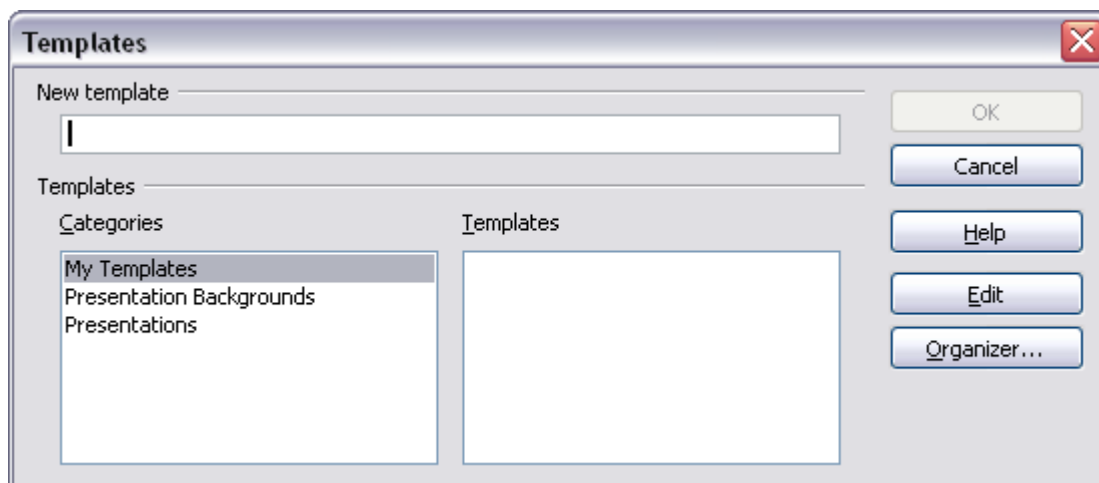 Templates
New template
OK
Cancel
Templates
Categories
Templates
Help
My Templates
Presentation Backgrounds
Presentations
Edit
Organizer...